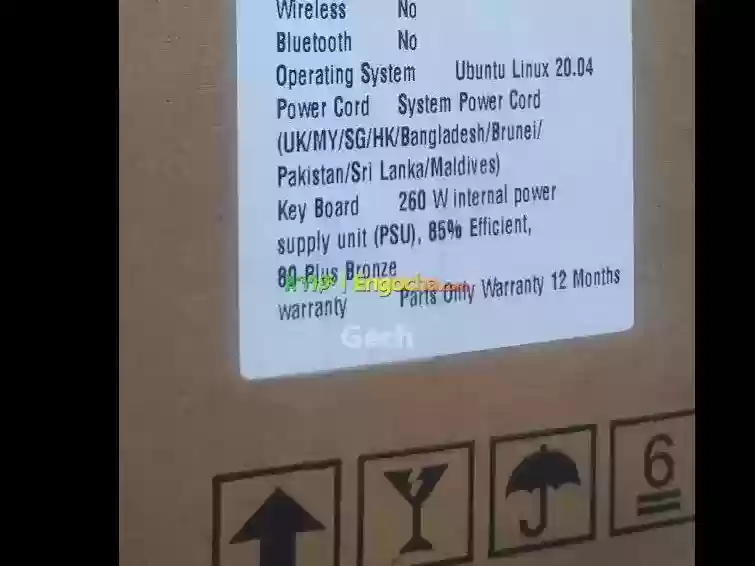 Wireless No
Bluetooth No
Operating System Ubuntu Linux 20.04
Power Cord System Power Cord
(UK/MY/SG/HK/Bangladesh/Brunei/
Pakistan/Sri Lanka/Maldives)
Key Board 260 W internal power
supply unit (PSU), 85% Efficient,
80 Plus Bronze
warranty Parts Only Warranty 12 Months
Engocha.com
Gech
6